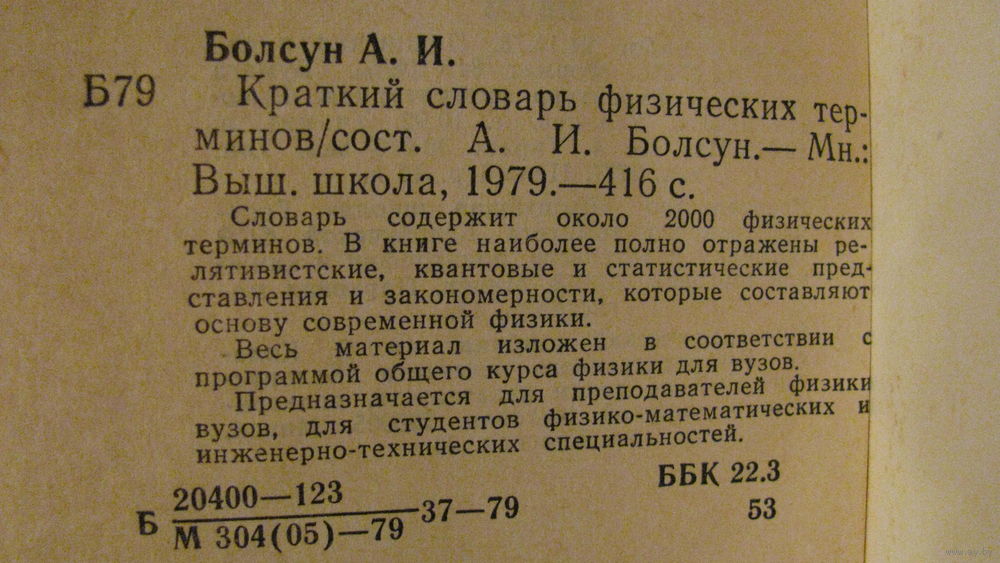 Болсун А. И.
Б79 Краткий словарь физических тер-
минов/сост. А. И. Болсун.— Мн.:
Выш. школа, 1979.—416 с.
Словарь содержит около 2000 физических
терминов. В книге наиболее полно отражены ре-
лятивистские, квантовые и статистические пред-
ставления и закономерности, которые составляют
основу современной физики.
Весь материал изложен в соответствии с
программой общего курса физики для вузов.
Предназначается для преподавателей физики
вузов, для студентов физико-математических и
инженерно-технических специальностей.
ББК 22.3
53
Б 20400—123
М 304(05)—79 37—79
www.ay.by